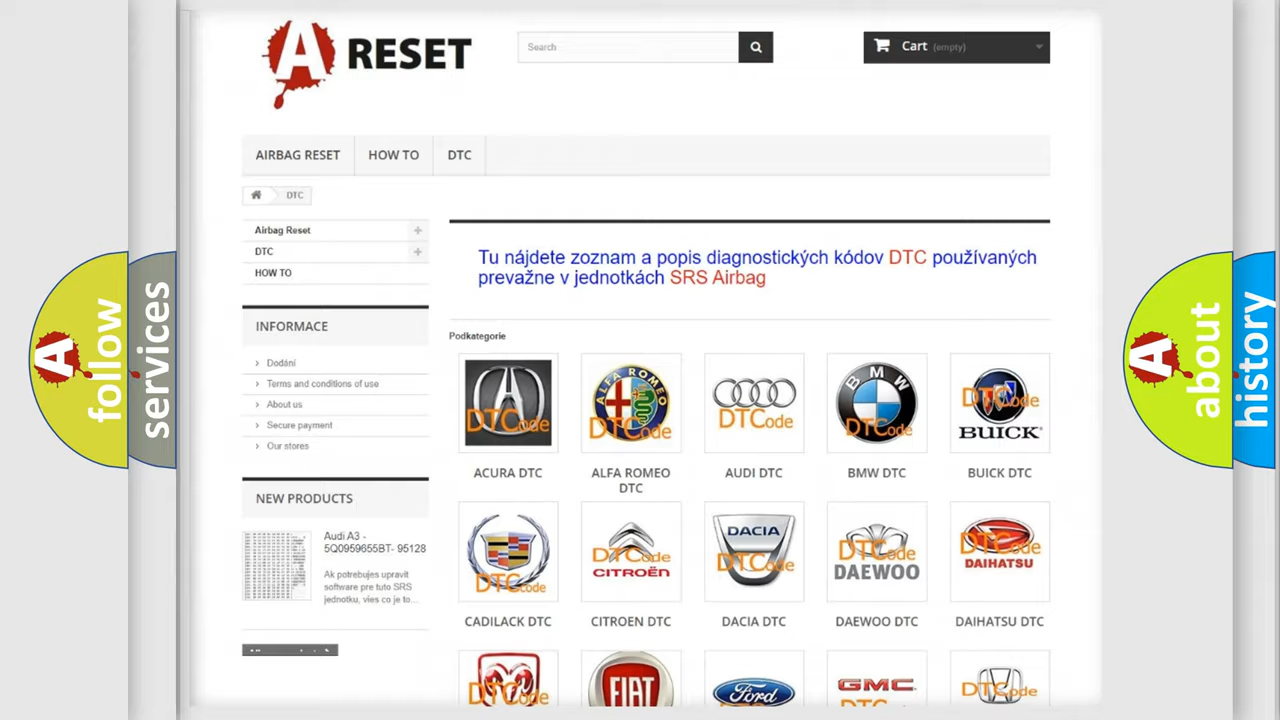 A RESET
Search
Cart (empty)
AIRBAG RESET
HOW TO
DTC
DTC
Airbag Reset
DTC
HOW TO
INFORMACE
Dodání
Terms and conditions of use
About us
Secure payment
Our stores
NEW PRODUCTS
Audi A3 -
5Q0959655BT- 95128
Ak potrebujes upravit
software pre tuto SRS
jednotku, vies co je to...
Tu nájdete zoznam a popis diagnostických kódov DTC používaných
prevažne v jednotkách SRS Airbag
Podkategorie
DTCode
ALFA ROMEO
DTCode
DTCode
BMW
DTCode
DTCode
BUICK
ACURA DTC
ALFA ROMEO
DTC
AUDI DTC
BMW DTC
BUICK DTC
DTCode
DTCode
CITROËN
DACIA
DTCode
DTCode
DAEWOO
DTCode
DAIHATSU
CADILACK DTC
CITROEN DTC
DACIA DTC
DAEWOO DTC
DAIHATSU DTC
DTCode
FIAT
Ford
GMC
DTCode
A follow
services
A about
history